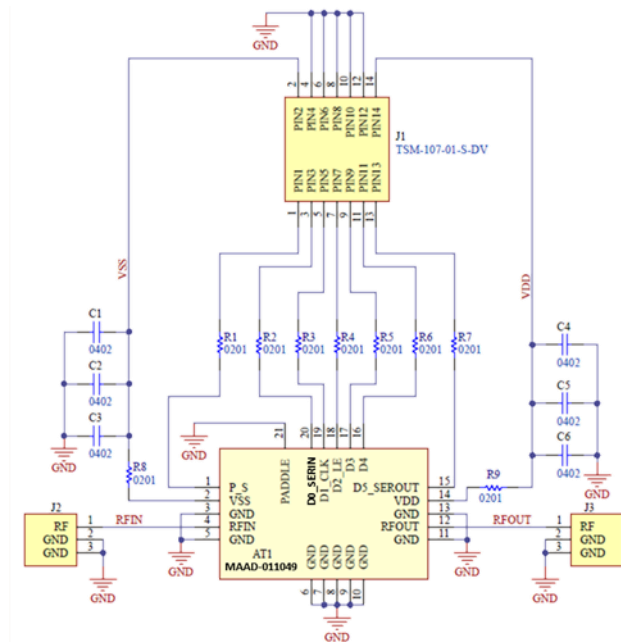 GND
2 4 6 8 10 12 14
PIN2 PIN4 PIN6 PIN8 PIN10 PIN12 PIN14
J1
TSM-107-01-S-DV
PIN1 PIN3 PIN5 PIN7 PIN9 PIN11 PIN13
1 3 5 7 9 11 13
VSS
VDD
C1
0402
C2
0402
C3
0402
R1
0201
R2
0201
R3
0201
R4
0201
R5
0201
R6
0201
R7
0201
C4
0402
C5
0402
C6
0402
GND
GND
GND
R8
0201
R9
0201
21 20 19 18 17 16
PADDLE D0_SERIN D1_CLK D2_LE D3 D4
1 P_S
2 VSS
3 GND
4 RFIN
5 GND
D5_SEROUT 15
VDD 14
GND 13
RFOUT 12
GND 11
AT1
MAAD-011049
GND GND GND GND GND
6 7 8 9 10
GND
GND
GND
J2
RF 1
GND 2
GND 3
RFIN
GND
RFOUT
J3
1 RF
2 GND
3 GND
GND